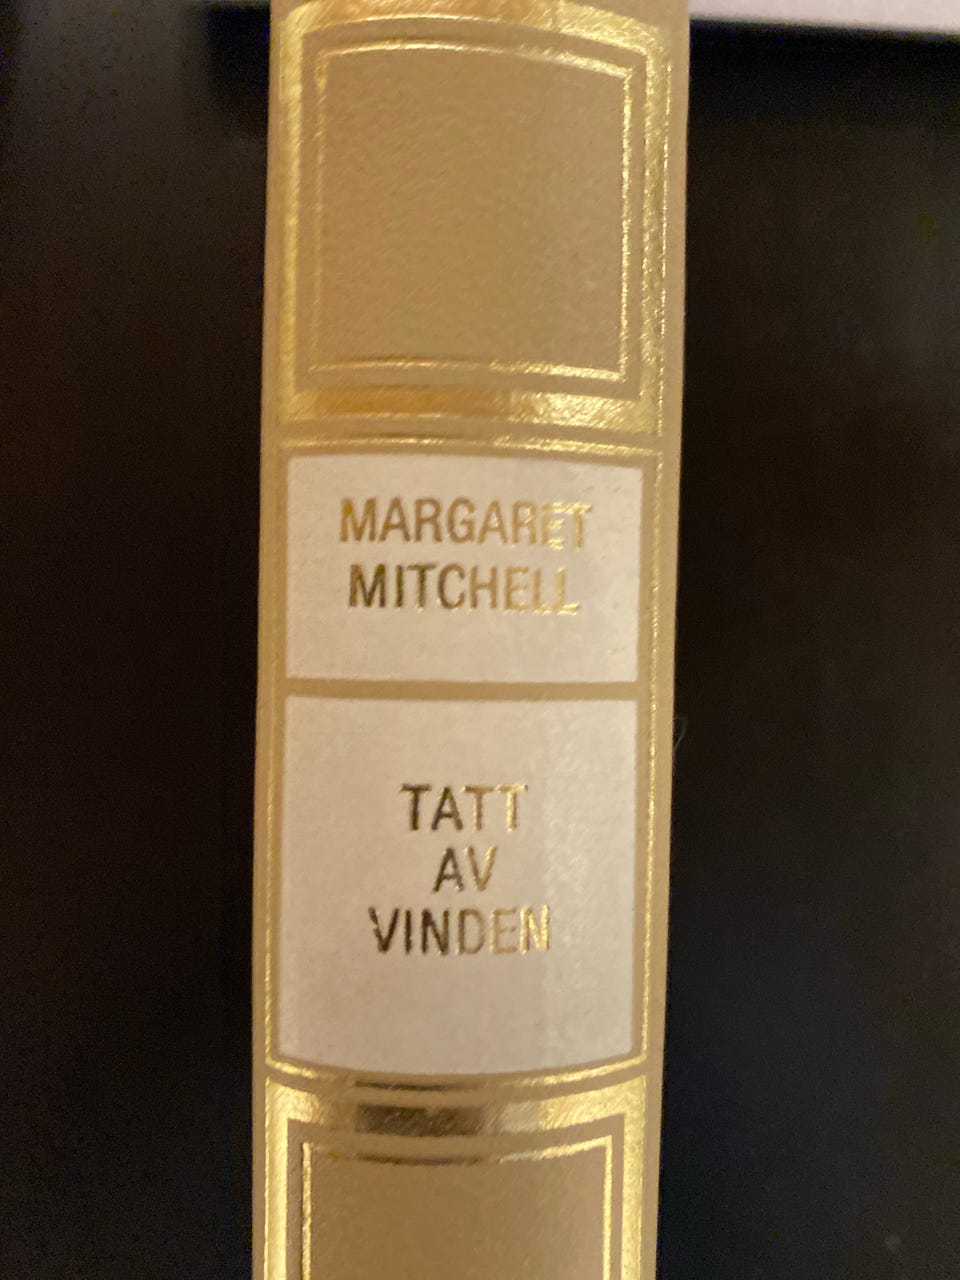 MARGARET
MITCHELL
TATT
AV
VINDEN